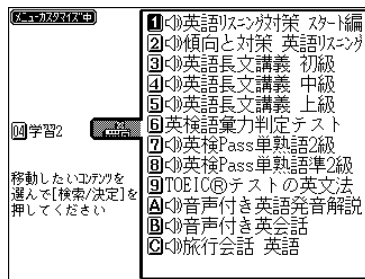 メニューカスタマイズ中
04 学習2
移動したいコンテンツを
選んで[検索/決定]を
押してください
1 英語リスニング対策 スタート編
2 傾向と対策 英語リスニング
3 英語長文講義 初級
4 英語長文講義 中級
5 英語長文講義 上級
6 英検語彙力判定テスト
7 英検Pass単熟語2級
8 英検Pass単熟語準2級
9 TOEIC®テストの英文法
A 音声付き英語発音解説
B 音声付き英会話
C 旅行会話 英語